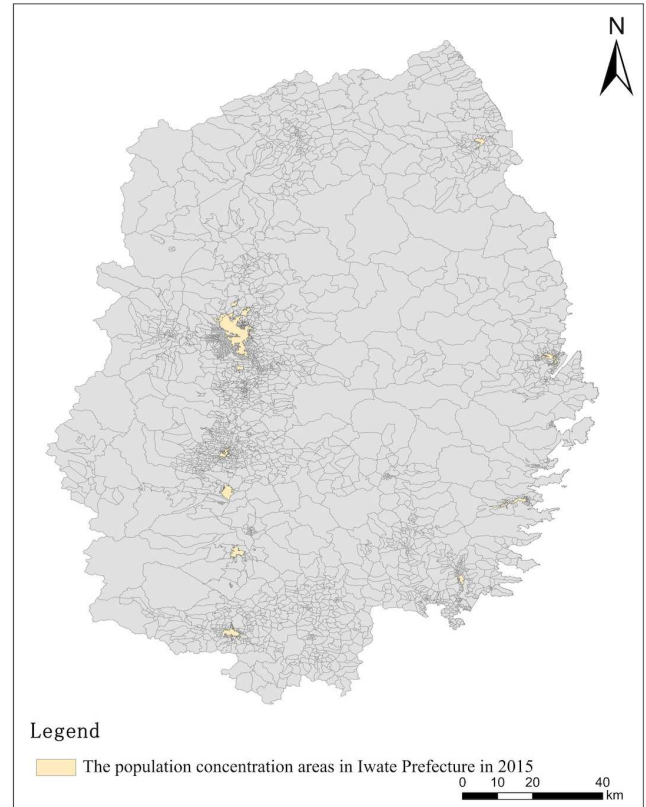 N
Legend
The population concentration areas in Iwate Prefecture in 2015
0 10 20 40
km